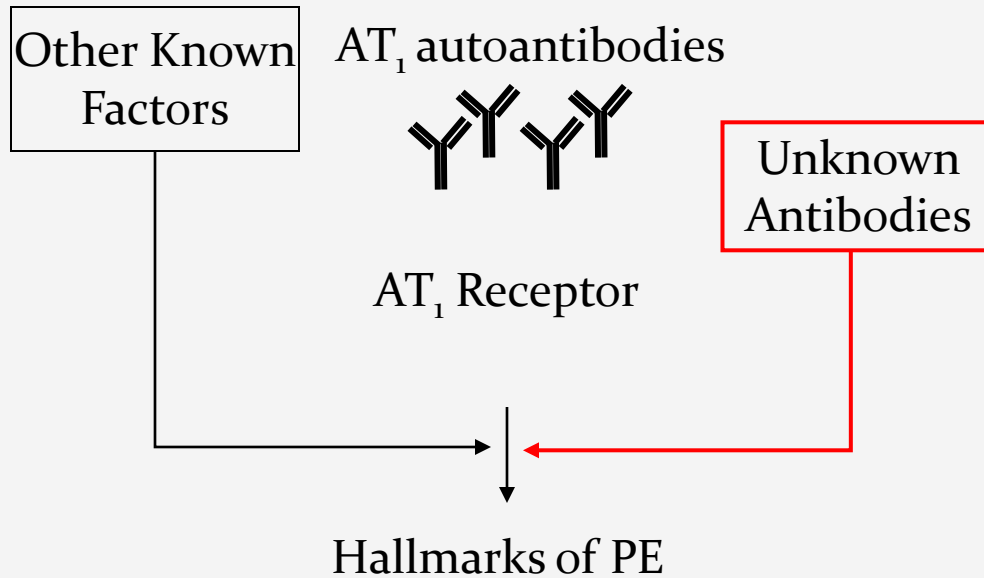 Other Known
Factors
AT₁ autoantibodies
Unknown
Antibodies
AT₁ Receptor
Hallmarks of PE